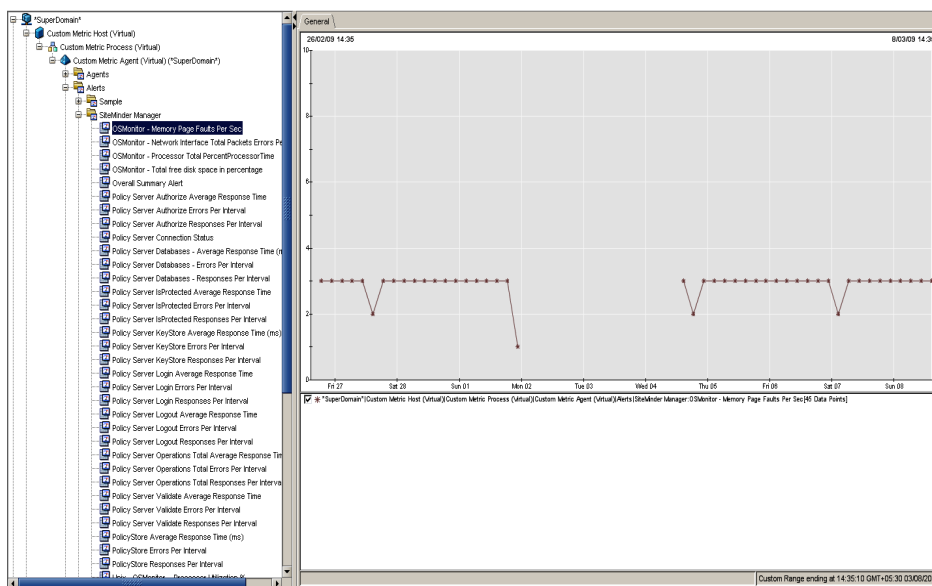 *SuperDomain*
Custom Metric Host (Virtual)
Custom Metric Process (Virtual)
Custom Metric Agent (Virtual) (*SuperDomain*)
Agents
Alerts
Sample
SiteMinder Manager
OSMonitor - Memory Page Faults Per Sec
OSMonitor - Network Interface Total Packets Errors Pe
OSMonitor - Processor Total PercentProcessorTime
OSMonitor - Total free disk space in percentage
Overall Summary Alert
Policy Server Authorize Average Response Time
Policy Server Authorize Errors Per Interval
Policy Server Authorize Responses Per Interval
Policy Server Connection Status
Policy Server Databases - Average Response Time (m
Policy Server Databases - Errors Per Interval
Policy Server Databases - Responses Per Interval
Policy Server IsProtected Average Response Time
Policy Server IsProtected Errors Per Interval
Policy Server IsProtected Responses Per Interval
Policy Server KeyStore Average Response Time (ms)
Policy Server KeyStore Errors Per Interval
Policy Server KeyStore Responses Per Interval
Policy Server Login Average Response Time
Policy Server Login Errors Per Interval
Policy Server Login Responses Per Interval
Policy Server Logout Average Response Time
Policy Server Logout Errors Per Interval
Policy Server Logout Responses Per Interval
Policy Server Operations Total Average Response Tim
Policy Server Operations Total Errors Per Interval
Policy Server Operations Total Responses Per Interva
Policy Server Validate Average Response Time
Policy Server Validate Errors Per Interval
Policy Server Validate Responses Per Interval
PolicyStore Average Response Time (ms)
PolicyStore Errors Per Interval
PolicyStore Responses Per Interval
Unix - OSMonitor - Processor Utilization %
General
26/02/09 14:35 8/03/09 14:3
10
8
6
4
2
0
Fri 27 Sat 28 Sun 01 Mon 02 Tue 03 Wed 04 Thu 05 Fri 06 Sat 07 Sun 08
*SuperDomain*|Custom Metric Host (Virtual)|Custom Metric Process (Virtual)|Custom Metric Agent (Virtual)|Alerts|SiteMinder Manager:OSMonitor - Memory Page Faults Per Sec[45 Data Points]
Custom Range ending at 14:35:10 GMT+05:30 03/08/20